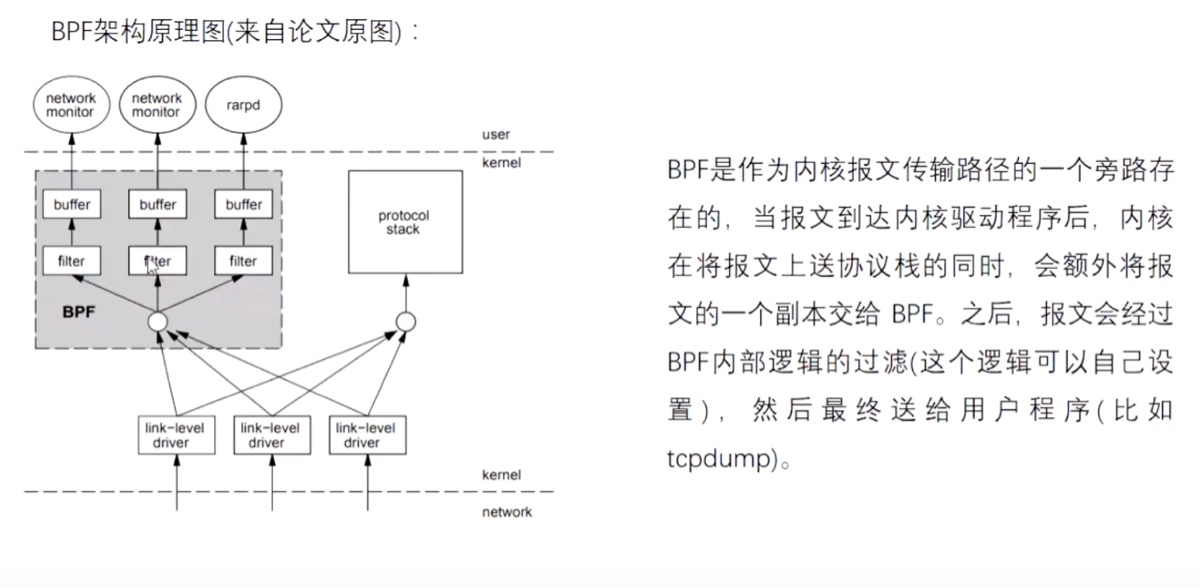 BPF架构原理图(来自论文原图)：
network
monitor
network
monitor
rarpd
user
kernel
buffer
buffer
buffer
protocol
stack
filter
filter
filter
BPF
link-level
driver
link-level
driver
link-level
driver
kernel
network
BPF是作为内核报文传输路径的一个旁路存
在的，当报文到达内核驱动程序后，内核
在将报文上送协议栈的同时，会额外将报
文的一个副本交给 BPF。之后，报文会经过
BPF内部逻辑的过滤(这个逻辑可以自己设
置)，然后最终送给用户程序(比如
tcpdump)。